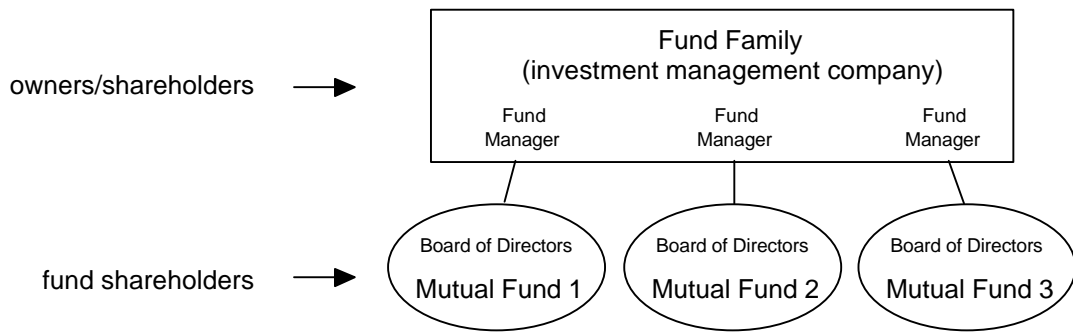 Fund Family
(investment management company)
owners/shareholders
Fund
Manager
Fund
Manager
Fund
Manager
Board of Directors
Mutual Fund 1
Board of Directors
Mutual Fund 2
Board of Directors
Mutual Fund 3
fund shareholders